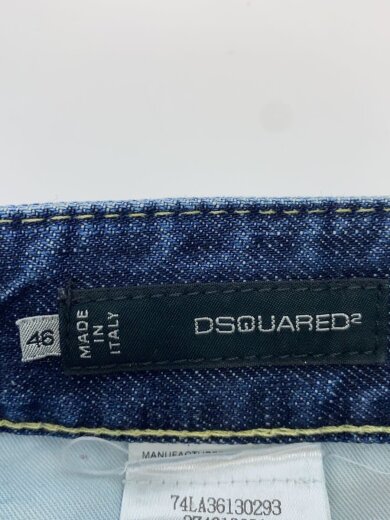 46
MADE
IN
ITALY
DSQUARED²
74LA36130293